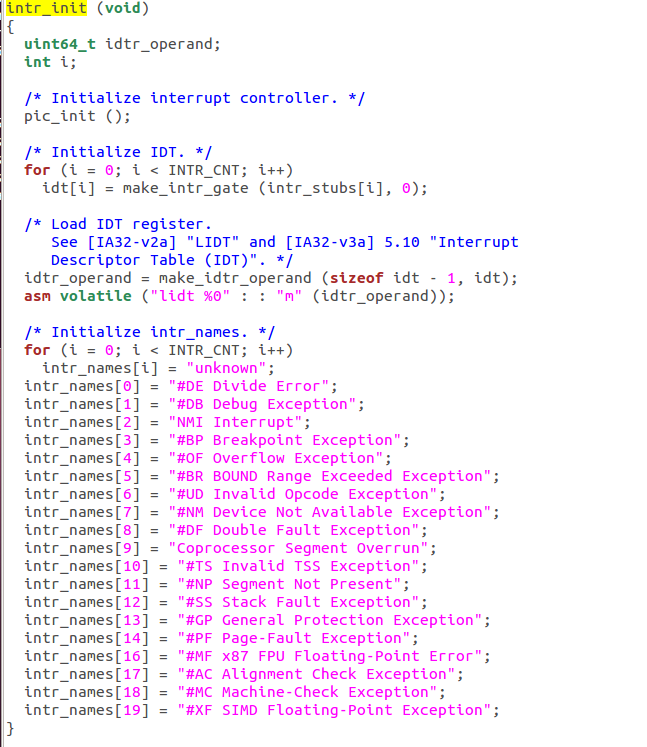 intr_init (void)
{
  uint64_t idtr_operand;
  int i;

  /* Initialize interrupt controller. */
  pic_init ();

  /* Initialize IDT. */
  for (i = 0; i < INTR_CNT; i++)
    idt[i] = make_intr_gate (intr_stubs[i], 0);

  /* Load IDT register.
     See [IA32-v2a] "LIDT" and [IA32-v3a] 5.10 "Interrupt
     Descriptor Table (IDT)". */
  idtr_operand = make_idtr_operand (sizeof idt - 1, idt);
  asm volatile ("lidt %0" : : "m" (idtr_operand));

  /* Initialize intr_names. */
  for (i = 0; i < INTR_CNT; i++)
    intr_names[i] = "unknown";
  intr_names[0] = "#DE Divide Error";
  intr_names[1] = "#DB Debug Exception";
  intr_names[2] = "NMI Interrupt";
  intr_names[3] = "#BP Breakpoint Exception";
  intr_names[4] = "#OF Overflow Exception";
  intr_names[5] = "#BR BOUND Range Exceeded Exception";
  intr_names[6] = "#UD Invalid Opcode Exception";
  intr_names[7] = "#NM Device Not Available Exception";
  intr_names[8] = "#DF Double Fault Exception";
  intr_names[9] = "Coprocessor Segment Overrun";
  intr_names[10] = "#TS Invalid TSS Exception";
  intr_names[11] = "#NP Segment Not Present";
  intr_names[12] = "#SS Stack Fault Exception";
  intr_names[13] = "#GP General Protection Exception";
  intr_names[14] = "#PF Page-Fault Exception";
  intr_names[16] = "#MF x87 FPU Floating-Point Error";
  intr_names[17] = "#AC Alignment Check Exception";
  intr_names[18] = "#MC Machine-Check Exception";
  intr_names[19] = "#XF SIMD Floating-Point Exception";
}